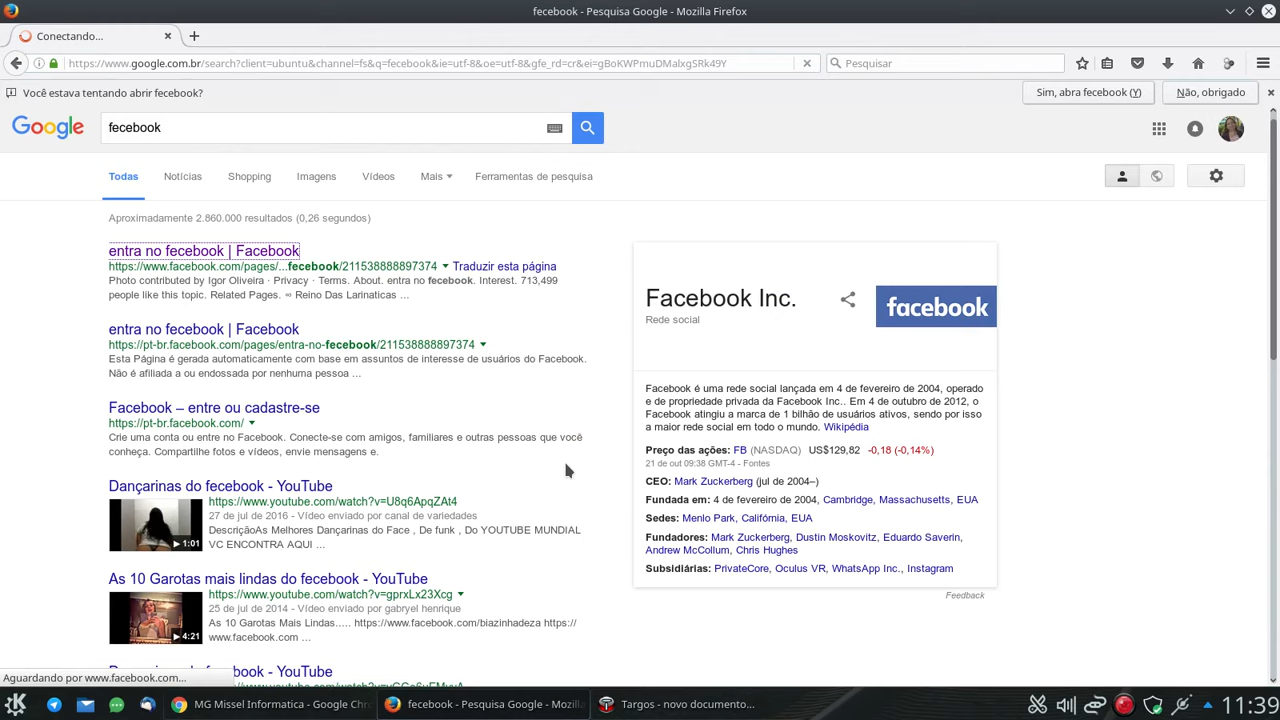 fecebook - Pesquisa Google - Mozilla Firefox
Conectando...
https://www.google.com.br/search?client=ubuntu&channel=fs&q=fecebook&ie=utf-8&oe=utf-8&gfe_rd=cr&ei=gBoKWPmuDMalxgSRk49Y
Pesquisar
Você estava tentando abrir fecebook?
Sim, abra fecebook (Y)
Não, obrigado
Google
fecebook
Todas Notícias Shopping Imagens Vídeos Mais Ferramentas de pesquisa
Aproximadamente 2.860.000 resultados (0,26 segundos)
entra no fecebook | Facebook
https://www.facebook.com/pages/...fecebook/211538888897374 Traduzir esta página
Photo contributed by Igor Oliveira · Privacy · Terms. About. entra no fecebook. Interest. 713,499
people like this topic. Related Pages. ∞ Reino Das Larinaticas ...
entra no fecebook | Facebook
https://pt-br.facebook.com/pages/entra-no-fecebook/211538888897374
Esta Página é gerada automaticamente com base em assuntos de interesse de usuários do Facebook.
Não é afiliada a ou endossada por nenhuma pessoa ...
Facebook – entre ou cadastre-se
https://pt-br.facebook.com/
Crie uma conta ou entre no Facebook. Conecte-se com amigos, familiares e outras pessoas que você
conheça. Compartilhe fotos e vídeos, envie mensagens e.
Dançarinas do fecebook - YouTube
https://www.youtube.com/watch?v=U8q6ApqZAt4
27 de jul de 2016 - Vídeo enviado por canal de variedades
DescriçãoAs Melhores Dançarinas do Face , De funk , Do YOUTUBE MUNDIAL
VC ENCONTRA AQUI ...
1:01
As 10 Garotas mais lindas do fecebook - YouTube
https://www.youtube.com/watch?v=gprxLx23Xcg
25 de jul de 2014 - Vídeo enviado por gabryel henrique
As 10 Garotas Mais Lindas..... https://www.facebook.com/biazinhadeza https://
www.facebook.com ...
4:21
fecebook - YouTube
Facebook Inc.
Rede social
facebook
Facebook é uma rede social lançada em 4 de fevereiro de 2004, operado
e de propriedade privada da Facebook Inc.. Em 4 de outubro de 2012, o
Facebook atingiu a marca de 1 bilhão de usuários ativos, sendo por isso
a maior rede social em todo o mundo. Wikipédia
Preço das ações: FB (NASDAQ) US$129,82 -0,18 (-0,14%)
21 de out 09:38 GMT-4 - Fontes
CEO: Mark Zuckerberg (jul de 2004–)
Fundada em: 4 de fevereiro de 2004, Cambridge, Massachusetts, EUA
Sedes: Menlo Park, Califórnia, EUA
Fundadores: Mark Zuckerberg, Dustin Moskovitz, Eduardo Saverin,
Andrew McCollum, Chris Hughes
Subsidiárias: PrivateCore, Oculus VR, WhatsApp Inc., Instagram
Feedback
Aguardando por www.facebook.com...
MG Missel Informatica - Google Chro
fecebook - Pesquisa Google - Mozilla
Targos - novo documento...
11:39